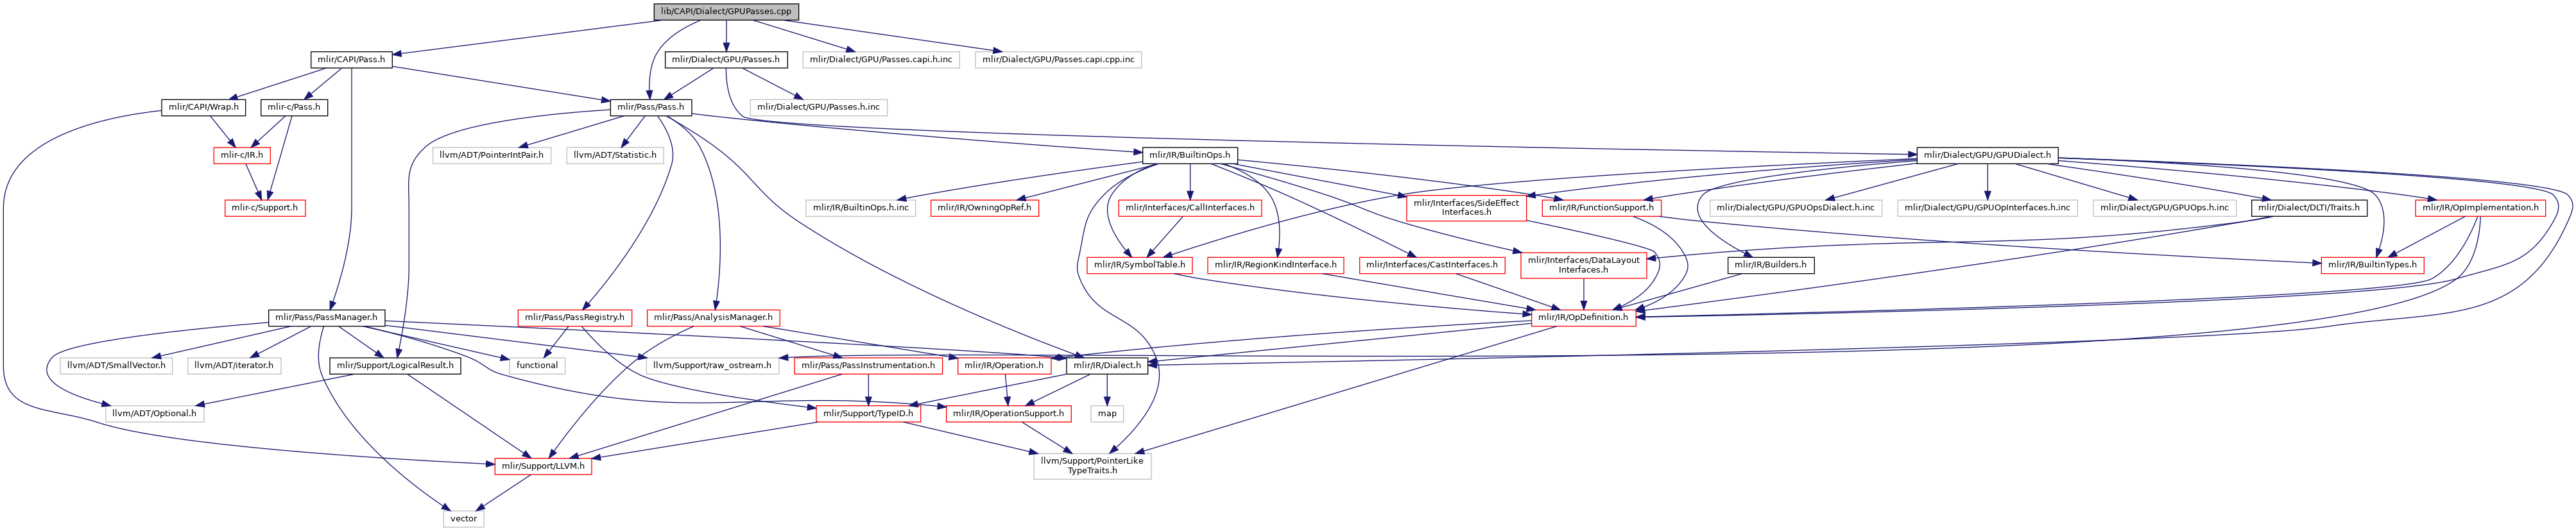 lib/CAPI/Dialect/GPUPasses.cpp
mlir/CAPI/Pass.h
mlir/Dialect/GPU/Passes.h
mlir/Dialect/GPU/Passes.capi.h.inc
mlir/Dialect/GPU/Passes.capi.cpp.inc
mlir/CAPI/Wrap.h
mlir-c/Pass.h
mlir/Pass/Pass.h
mlir/Dialect/GPU/Passes.h.inc
mlir-c/IR.h
llvm/ADT/PointerIntPair.h
llvm/ADT/Statistic.h
mlir/IR/BuiltinOps.h
mlir/Dialect/GPU/GPUDialect.h
mlir-c/Support.h
mlir/IR/BuiltinOps.h.inc
mlir/IR/OwningOpRef.h
mlir/Interfaces/CallInterfaces.h
mlir/Interfaces/SideEffect
Interfaces.h
mlir/IR/FunctionSupport.h
mlir/Dialect/GPU/GPUOpsDialect.h.inc
mlir/Dialect/GPU/GPUOpInterfaces.h.inc
mlir/Dialect/GPU/GPUOps.h.inc
mlir/Dialect/DLTI/Traits.h
mlir/IR/OpImplementation.h
mlir/IR/SymbolTable.h
mlir/IR/RegionKindInterface.h
mlir/Interfaces/CastInterfaces.h
mlir/Interfaces/DataLayout
Interfaces.h
mlir/IR/Builders.h
mlir/IR/BuiltinTypes.h
mlir/Pass/PassManager.h
mlir/Pass/PassRegistry.h
mlir/Pass/AnalysisManager.h
mlir/IR/OpDefinition.h
llvm/ADT/SmallVector.h
llvm/ADT/iterator.h
mlir/Support/LogicalResult.h
functional
llvm/Support/raw_ostream.h
mlir/Pass/PassInstrumentation.h
mlir/IR/Operation.h
mlir/IR/Dialect.h
llvm/ADT/Optional.h
mlir/Support/TypeID.h
mlir/IR/OperationSupport.h
map
mlir/Support/LLVM.h
llvm/Support/PointerLike
TypeTraits.h
vector